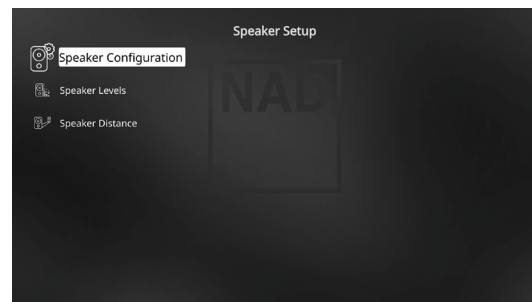 Speaker Setup
Speaker Configuration
Speaker Levels
Speaker Distance
NAD